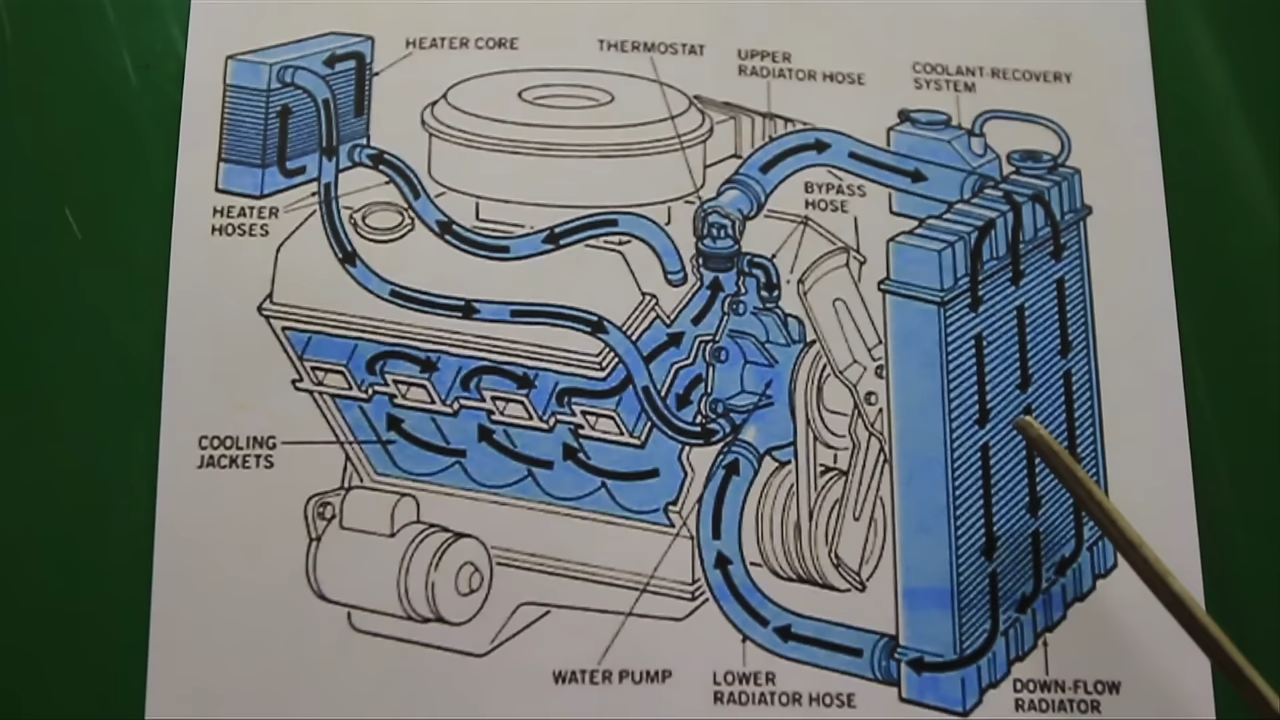 HEATER CORE
THERMOSTAT
UPPER
RADIATOR HOSE
COOLANT-RECOVERY
SYSTEM
BYPASS
HOSE
HEATER
HOSES
COOLING
JACKETS
WATER PUMP
LOWER
RADIATOR HOSE
DOWN-FLOW
RADIATOR